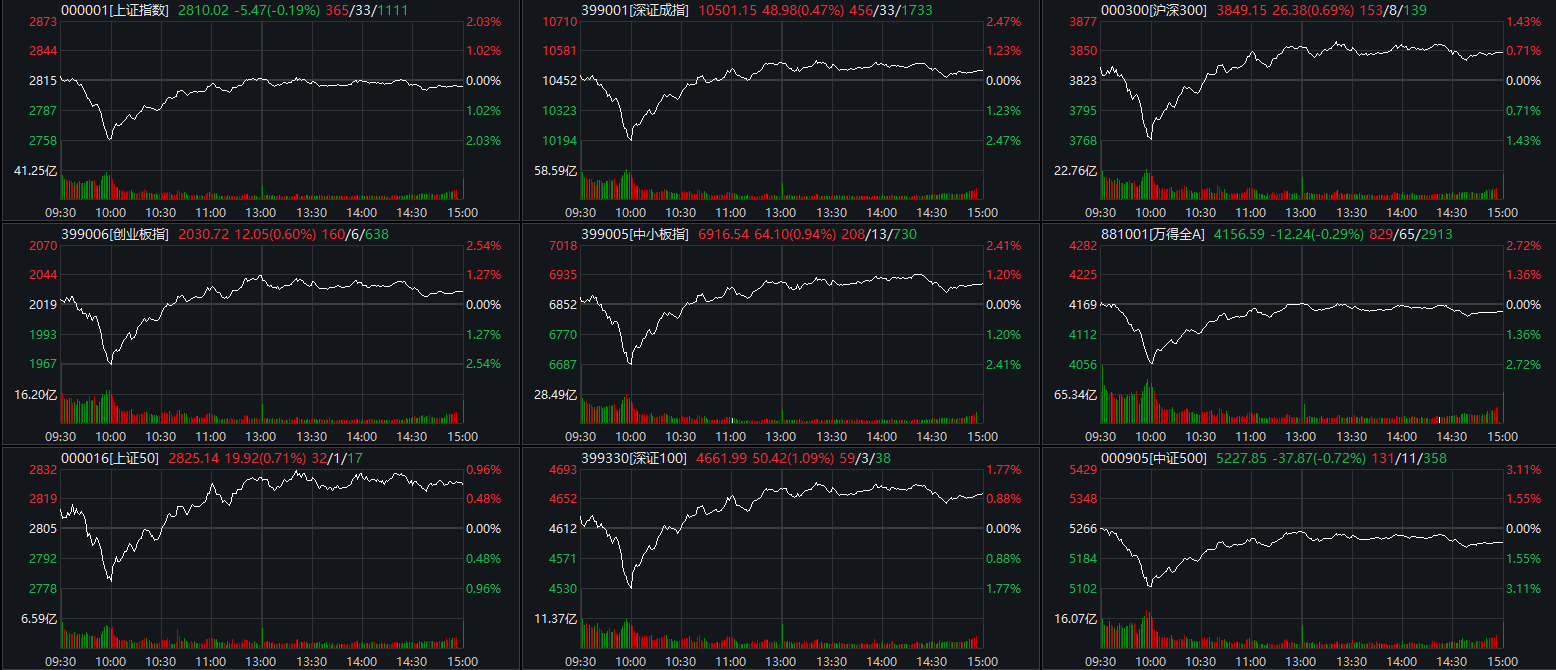 000001[上证指数] 2810.02 -5.47(-0.19%) 365/33/1111
2873 2.03%
2844 1.02%
2815 0.00%
2787 1.02%
2758 2.03%
41.25亿
09:30 10:00 10:30 11:00 13:00 13:30 14:00 14:30 15:00
399001[深证成指] 10501.15 48.98(0.47%) 456/33/1733
10710 2.47%
10581 1.23%
10452 0.00%
10323 1.23%
10194 2.47%
58.59亿
09:30 10:00 10:30 11:00 13:00 13:30 14:00 14:30 15:00
000300[沪深300] 3849.15 26.38(0.69%) 153/8/139
3877 1.43%
3850 0.71%
3823 0.00%
3795 0.71%
3768 1.43%
22.76亿
09:30 10:00 10:30 11:00 13:00 13:30 14:00 14:30 15:00
399006[创业板指] 2030.72 12.05(0.60%) 160/6/638
2070 2.54%
2044 1.27%
2019 0.00%
1993 1.27%
1967 2.54%
16.20亿
09:30 10:00 10:30 11:00 13:00 13:30 14:00 14:30 15:00
399005[中小板指] 6916.54 64.10(0.94%) 208/13/730
7018 2.41%
6935 1.20%
6852 0.00%
6770 1.20%
6687 2.41%
28.49亿
09:30 10:00 10:30 11:00 13:00 13:30 14:00 14:30 15:00
881001[万得全A] 4156.59 -12.24(-0.29%) 829/65/2913
4282 2.72%
4225 1.36%
4169 0.00%
4112 1.36%
4056 2.72%
65.34亿
09:30 10:00 10:30 11:00 13:00 13:30 14:00 14:30 15:00
000016[上证50] 2825.14 19.92(0.71%) 32/1/17
2832 0.96%
2819 0.48%
2805 0.00%
2792 0.48%
2778 0.96%
6.59亿
09:30 10:00 10:30 11:00 13:00 13:30 14:00 14:30 15:00
399330[深证100] 4661.99 50.42(1.09%) 59/3/38
4693 1.77%
4652 0.88%
4612 0.00%
4571 0.88%
4530 1.77%
11.37亿
09:30 10:00 10:30 11:00 13:00 13:30 14:00 14:30 15:00
000905[中证500] 5227.85 -37.87(-0.72%) 131/11/358
5429 3.11%
5348 1.55%
5266 0.00%
5184 1.55%
5102 3.11%
16.07亿
09:30 10:00 10:30 11:00 13:00 13:30 14:00 14:30 15:00